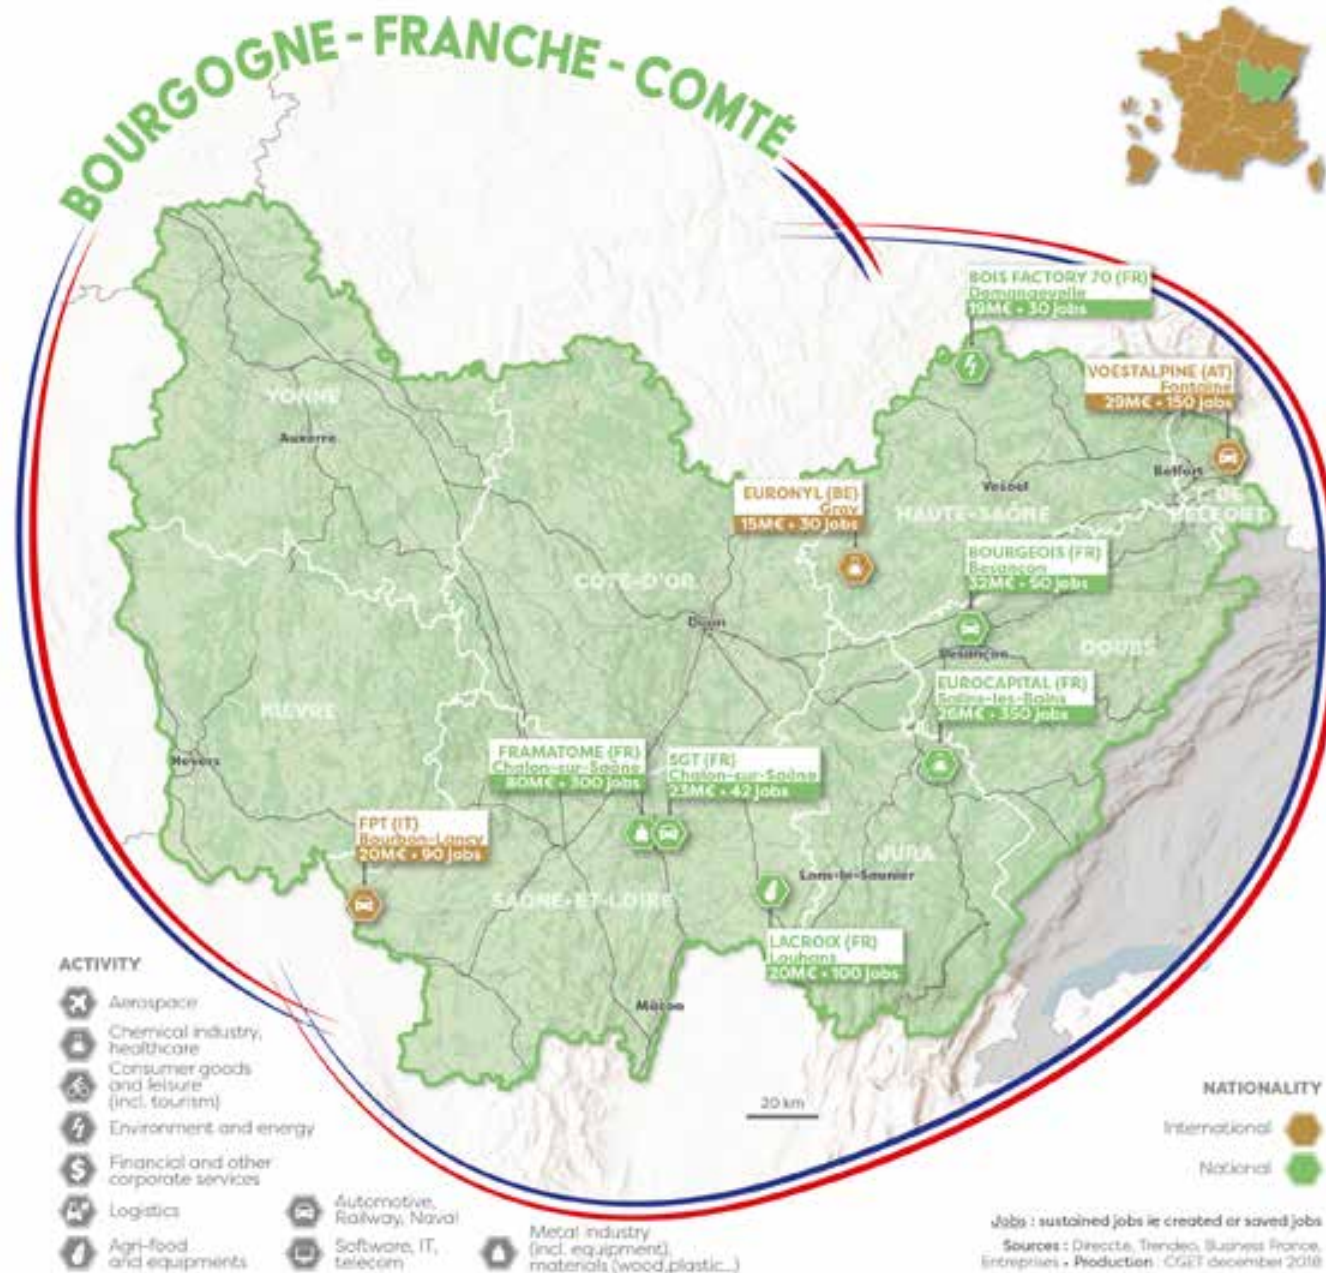 BOURGOGNE - FRANCHE - COMTÉ
BOIS FACTORY 70 (FR)
19M€ • 30 jobs
VOESTALPINE (AT)
Fontaine
29M€ • 150 jobs
YONNE
Auxerre
Belfort
Vesoul
EURONYL (BE)
Gray
15M€ • 30 jobs
HAUTE-SAÔNE
T. DE
BELFORT
BOURGEOIS (FR)
Besançon
32M€ • 50 jobs
CÔTE-D'OR
Dijon
Besançon
DOUBS
EUROCAPITAL (FR)
Salins-les-Bains
26M€ • 350 jobs
NIÈVRE
Nevers
FRAMATOME (FR)
Chalon-sur-Saône
80M€ • 300 jobs
SGT (FR)
Chalon-sur-Saône
23M€ • 42 jobs
FPT (IT)
Bourbon-Lancy
20M€ • 90 jobs
JURA
Lons-le-Saunier
SAÔNE-ET-LOIRE
LACROIX (FR)
Louhans
20M€ • 100 jobs
Mâcon
20 km
ACTIVITY
Aerospace
Chemical industry,
healthcare
Consumer goods
and leisure
(incl. tourism)
Environment and energy
Financial and other
corporate services
Logistics
Agri-food
and equipments
Automotive,
Railway, Naval
Software, IT,
telecom
Metal industry
(incl. equipment),
materials (wood,plastic...)
NATIONALITY
International
National
Jobs : sustained jobs ie created or saved jobs
Sources : Direccte, Trendeo, Business France,
Entreprises • Production : CGET december 2018